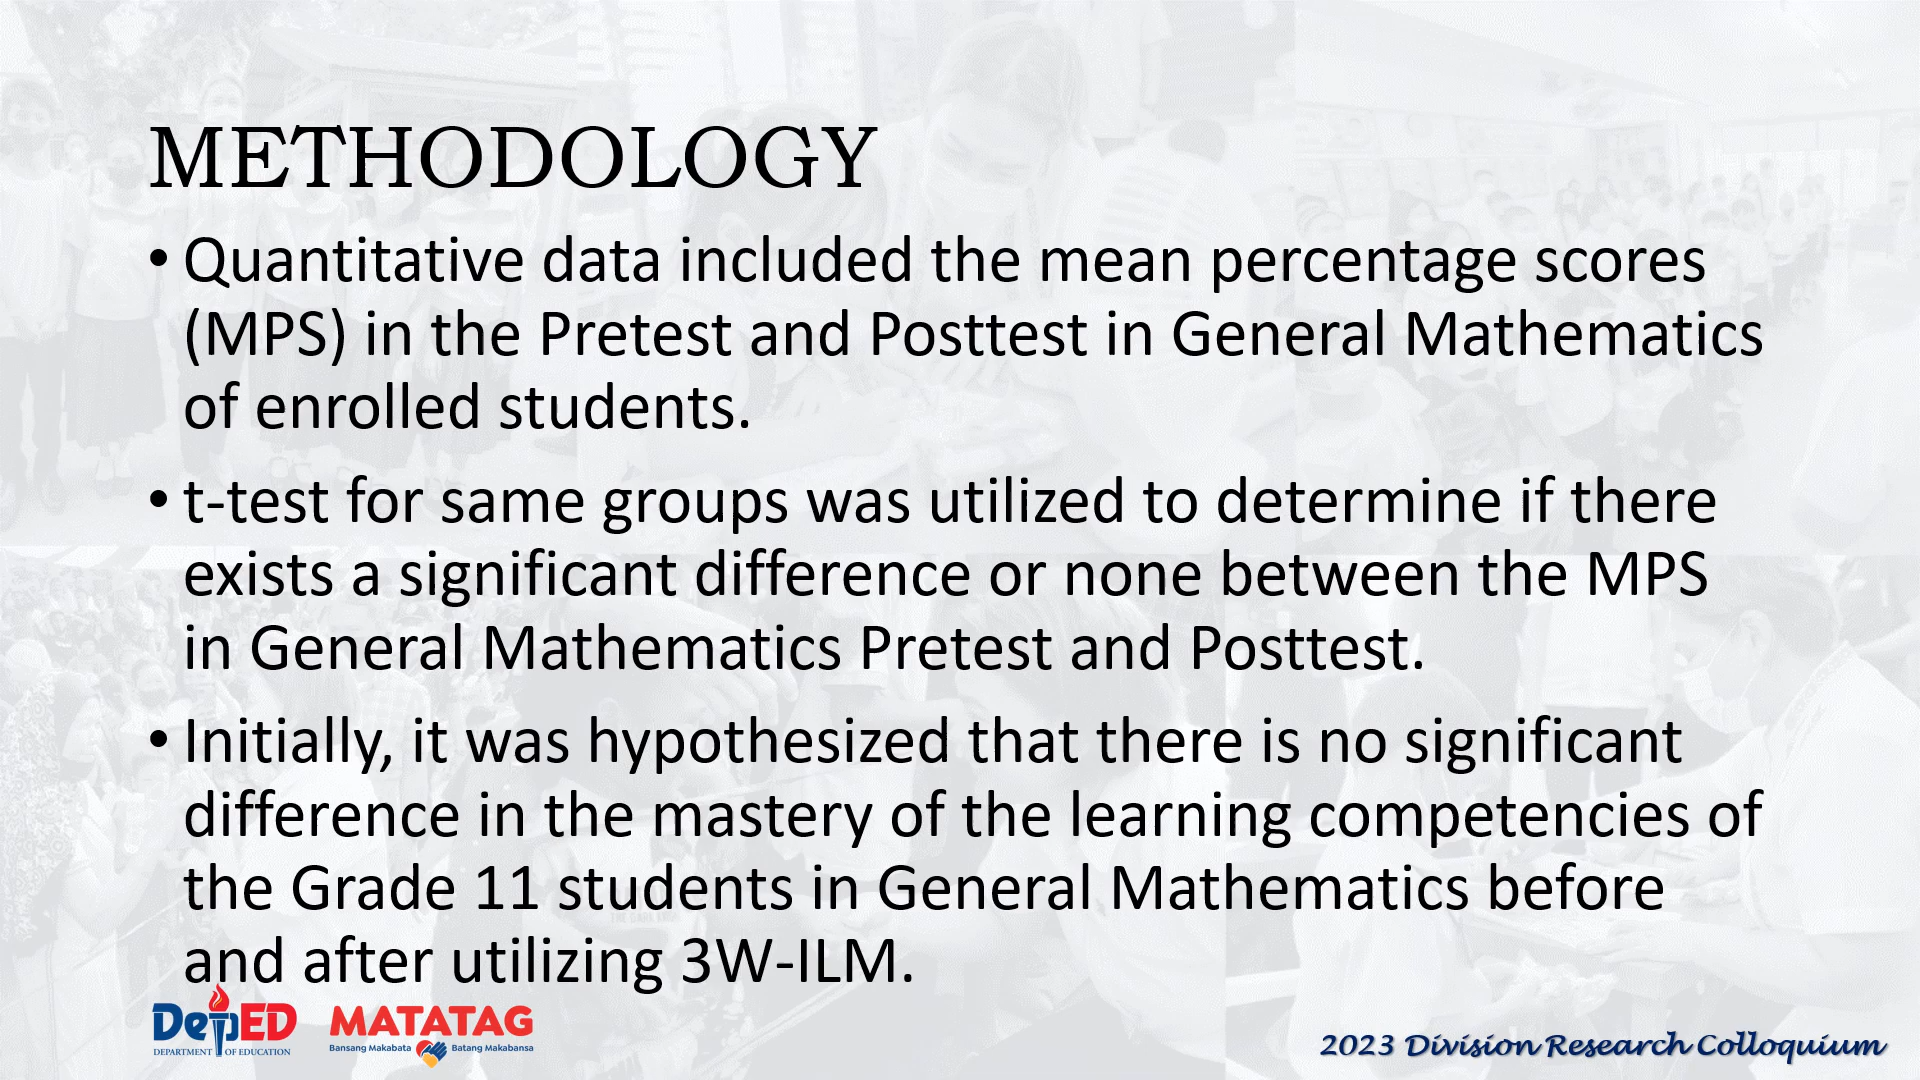 METHODOLOGY
• Quantitative data included the mean percentage scores
(MPS) in the Pretest and Posttest in General Mathematics
of enrolled students.
• t-test for same groups was utilized to determine if there
exists a significant difference or none between the MPS
in General Mathematics Pretest and Posttest.
• Initially, it was hypothesized that there is no significant
difference in the mastery of the learning competencies of
the Grade 11 students in General Mathematics before
and after utilizing 3W-ILM.
DepED
DEPARTMENT OF EDUCATION
MATATAG
Bansang Makabata Batang Makabansa
2023 Division Research Colloquium